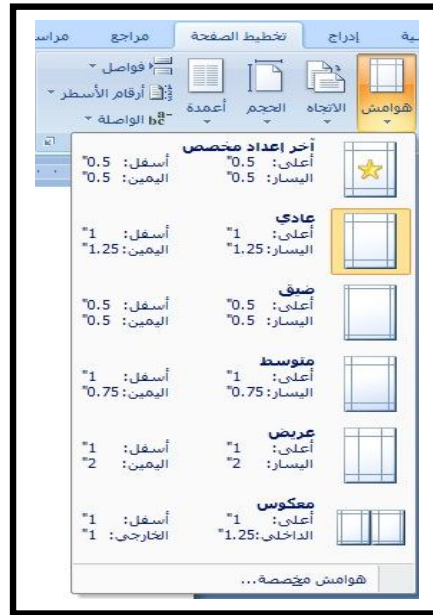 ية إدراج تخطيط الصفحة مراجع مراس
هوامش الاتجاه الحجم أعمدة
فواصل
أرقام الأسطر
الواصلة
آخر إعداد مخصص
أعلى: 0.5" أسفل: 0.5"
اليسار: 0.5" اليمين: 0.5"
عادي
أعلى: 1" أسفل: 1"
اليسار: 1.25" اليمين: 1.25"
ضيق
أعلى: 0.5" أسفل: 0.5"
اليسار: 0.5" اليمين: 0.5"
متوسط
أعلى: 1" أسفل: 1"
اليسار: 0.75" اليمين: 0.75"
عريض
أعلى: 1" أسفل: 1"
اليسار: 2" اليمين: 2"
معكوس
أعلى: 1" أسفل: 1"
الداخلي: 1.25" الخارجي: 1"
هوامش مخصصة...